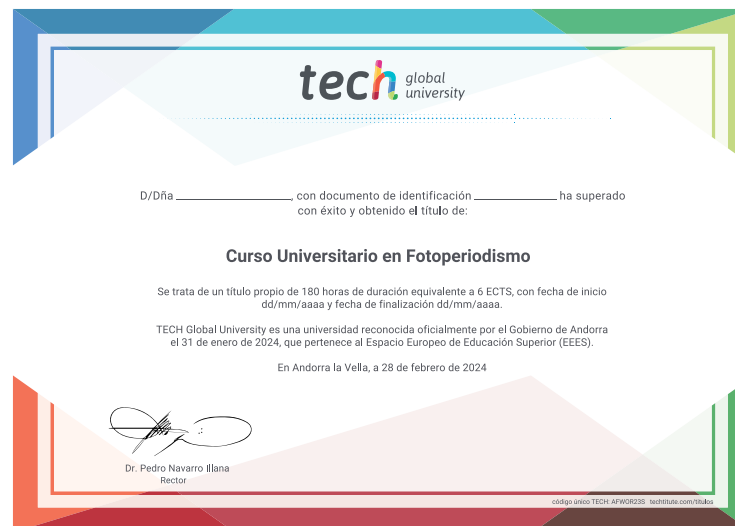 tech global
university
D/Dña ____________, con documento de identificación ____________ ha superado
con éxito y obtenido el título de:
Curso Universitario en Fotoperiodismo
Se trata de un título propio de 180 horas de duración equivalente a 6 ECTS, con fecha de inicio
dd/mm/aaaa y fecha de finalización dd/mm/aaaa.
TECH Global University es una universidad reconocida oficialmente por el Gobierno de Andorra
el 31 de enero de 2024, que pertenece al Espacio Europeo de Educación Superior (EEES).
En Andorra la Vella, a 28 de febrero de 2024
Dr. Pedro Navarro Illana
Rector
código único TECH: AFWOR23S techtitute.com/titulos